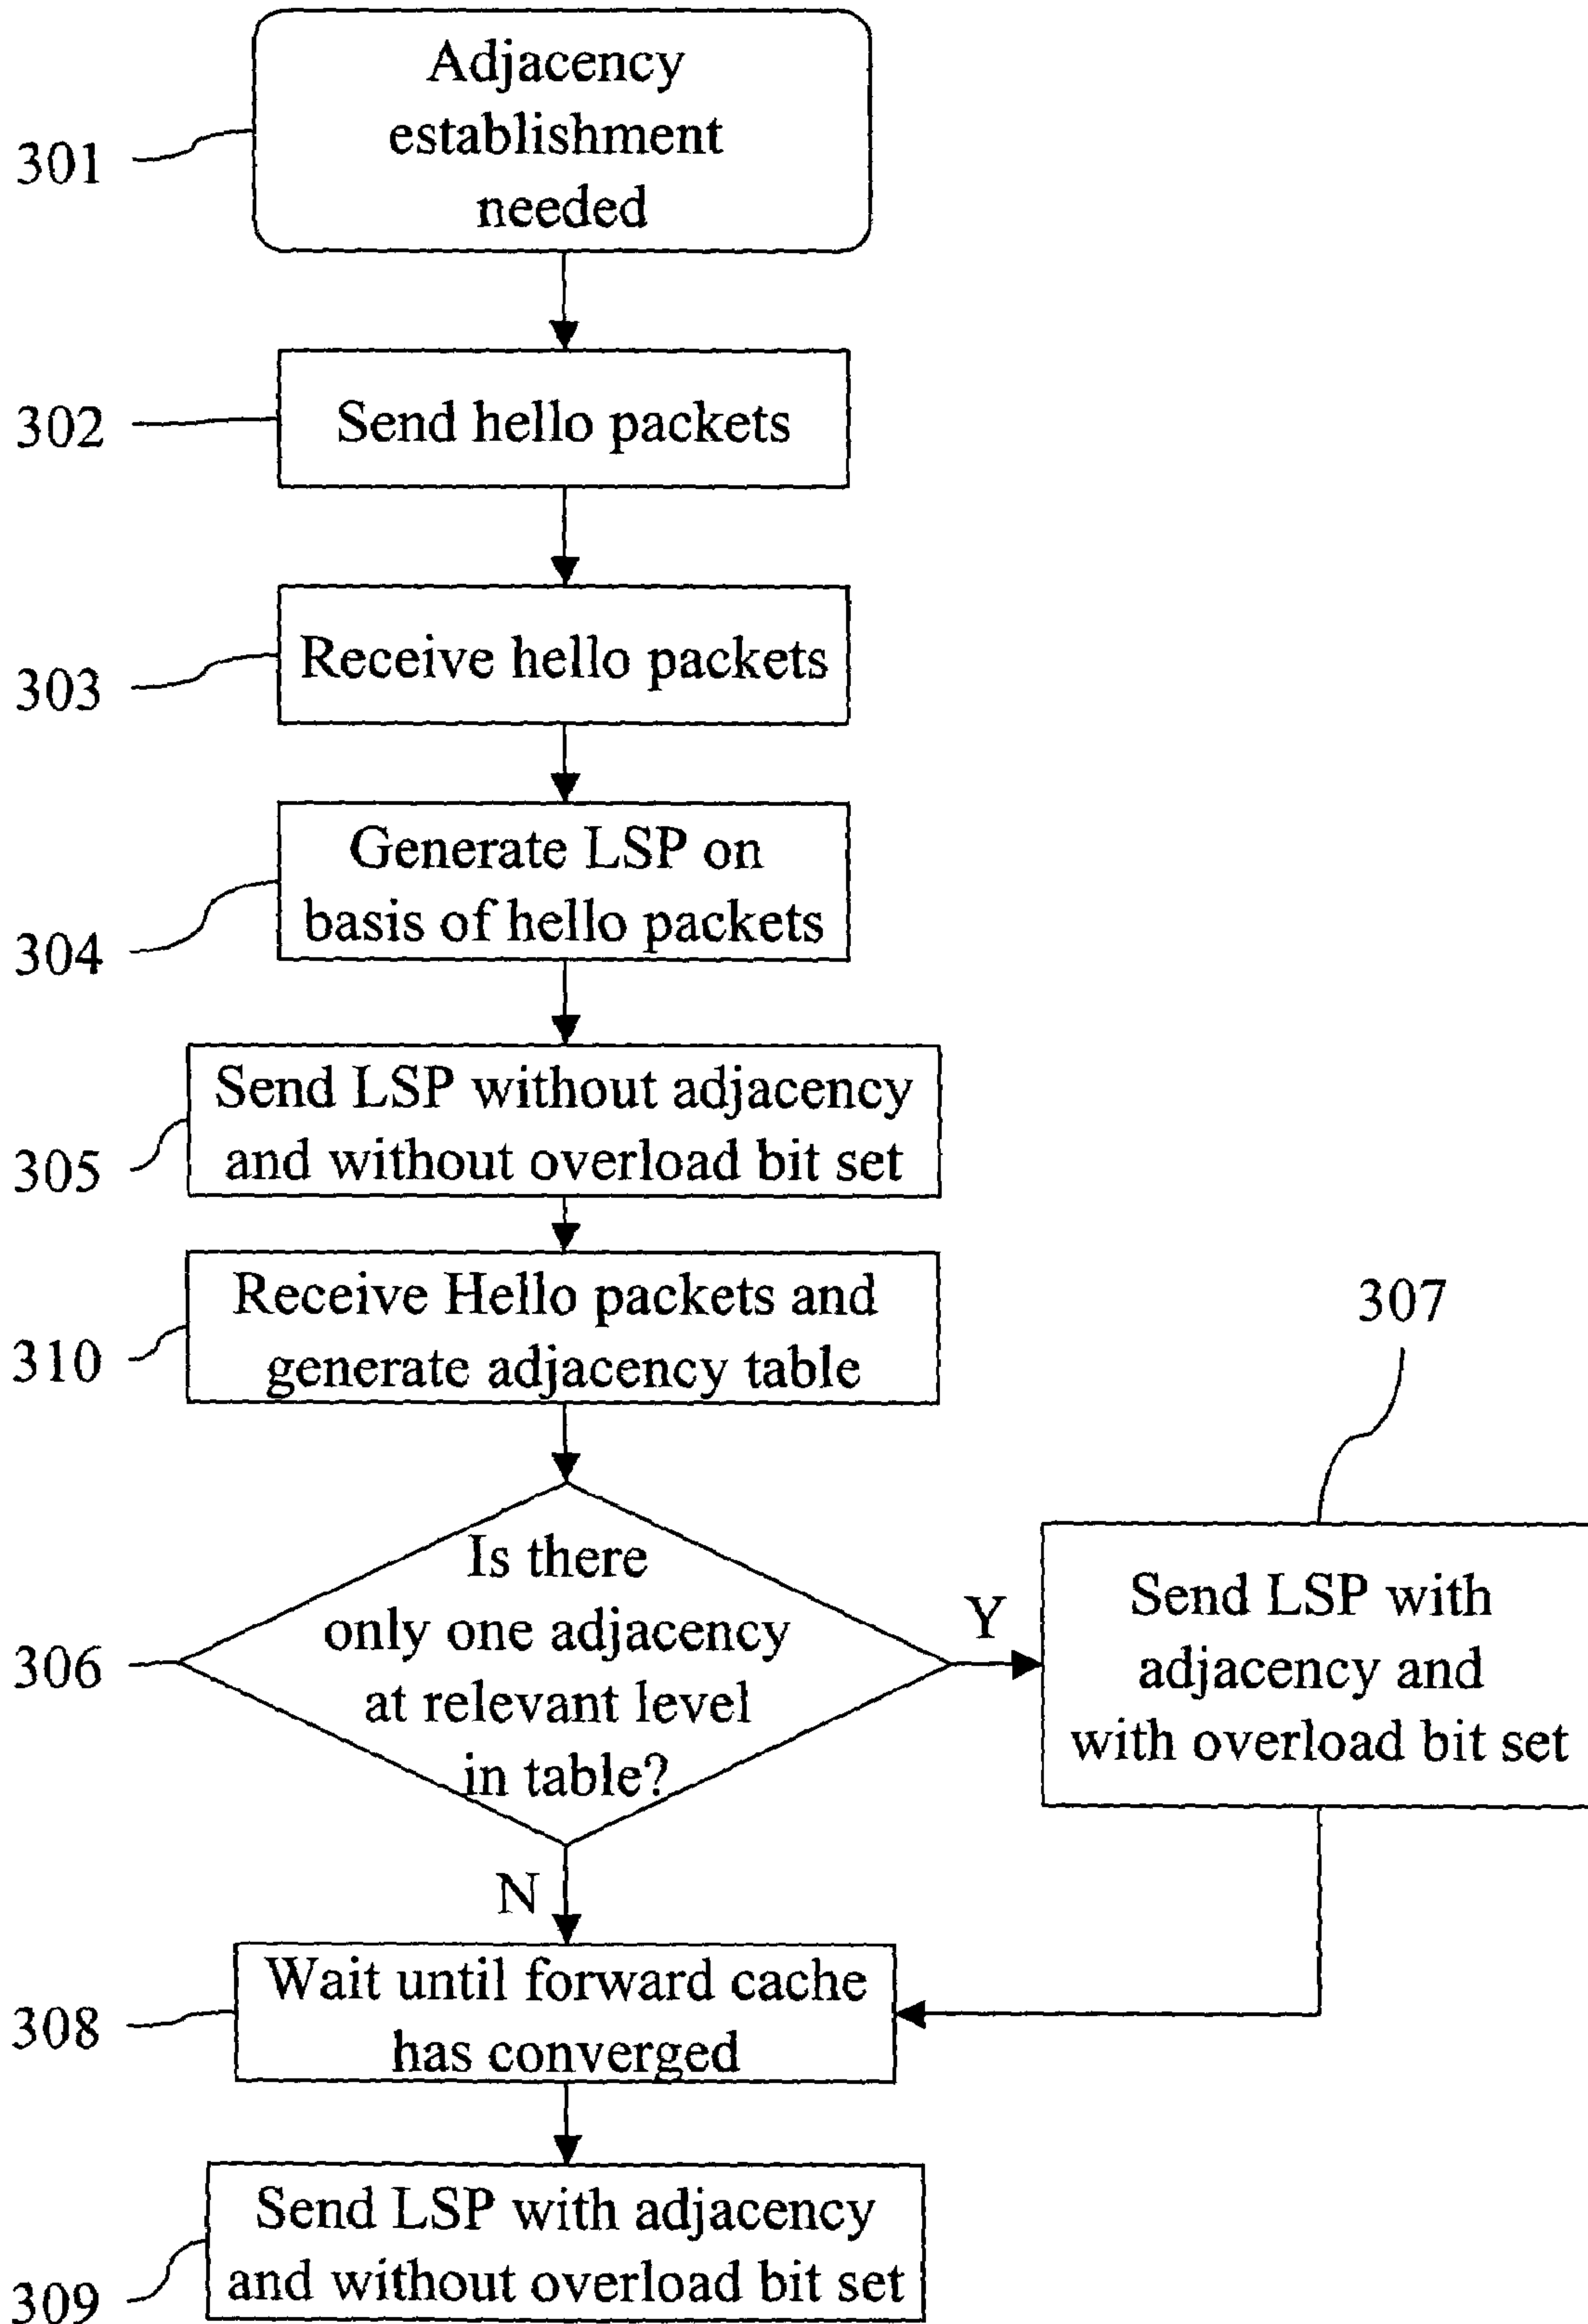 Adjacency
establishment
needed
301
Send hello packets
302
Receive hello packets
303
Generate LSP on
basis of hello packets
304
Send LSP without adjacency
and without overload bit set
305
Receive Hello packets and
generate adjacency table
310
307
Is there
only one adjacency
at relevant level
in table?
306
Y
Send LSP with
adjacency and
with overload bit set
N
Wait until forward cache
has converged
308
Send LSP with adjacency
and without overload bit set
309